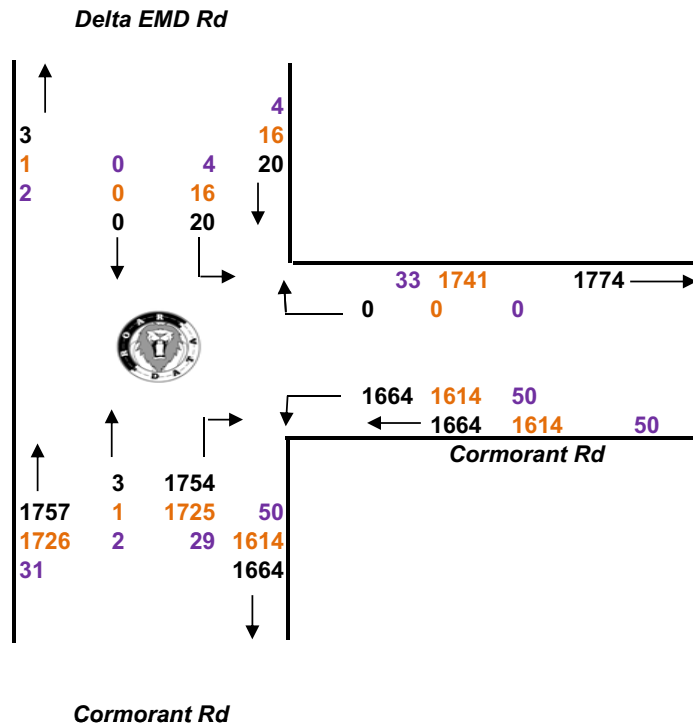 Delta EMD Rd
4
3 16
1 0 4 20
2 0 16
0 20
33 1741 1774
0 0 0
ROAR DATA
1664 1614 50
1664 1614 50
Cormorant Rd
3 1754
1757 1 1725 50
1726 2 29 1614
31 1664
Cormorant Rd